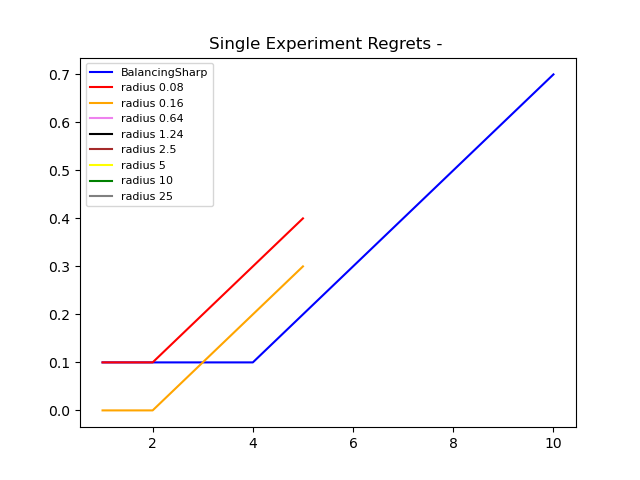 Single Experiment Regrets -
BalancingSharp
radius 0.08
radius 0.16
radius 0.64
radius 1.24
radius 2.5
radius 5
radius 10
radius 25
0.7
0.6
0.5
0.4
0.3
0.2
0.1
0.0
2 4 6 8 10